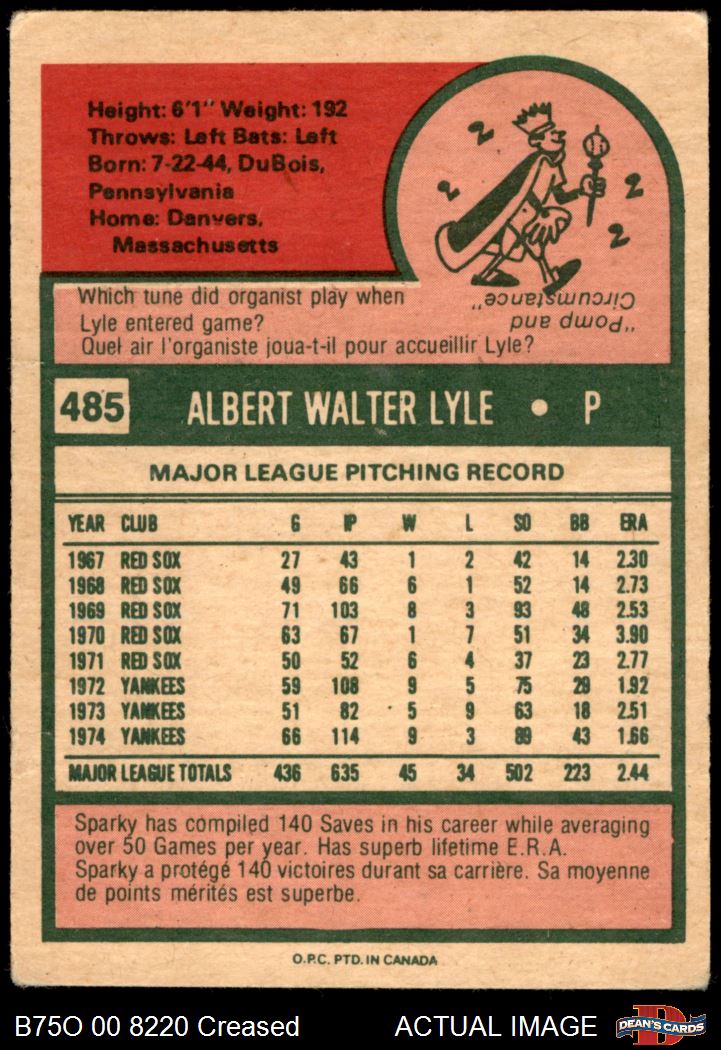 Height: 6'1" Weight: 192
Throws: Left Bats: Left
Born: 7-22-44, DuBois,
Pennsylvania
Home: Danvers,
Massachusetts
2
2
2
2
Which tune did organist play when
Lyle entered game?
Quel air l'organiste joua-t-il pour accueillir Lyle?
"Pomp and
Circumstance"
485 ALBERT WALTER LYLE • P
MAJOR LEAGUE PITCHING RECORD
YEAR CLUB G IP W L SO BB ERA
1967 RED SOX 27 43 1 2 42 14 2.30
1968 RED SOX 49 66 6 1 52 14 2.73
1969 RED SOX 71 103 8 3 93 48 2.53
1970 RED SOX 63 67 1 7 51 34 3.90
1971 RED SOX 50 52 6 4 37 23 2.77
1972 YANKEES 59 108 9 5 75 29 1.92
1973 YANKEES 51 82 5 9 63 18 2.51
1974 YANKEES 66 114 9 3 89 43 1.66
MAJOR LEAGUE TOTALS 436 635 45 34 502 223 2.44
Sparky has compiled 140 Saves in his career while averaging
over 50 Games per year. Has superb lifetime E.R.A.
Sparky a protégé 140 victoires durant sa carrière. Sa moyenne
de points mérités est superbe.
O.P.C. PTD. IN CANADA
B75O 00 8220 Creased ACTUAL IMAGE
D
DEAN'S CARDS